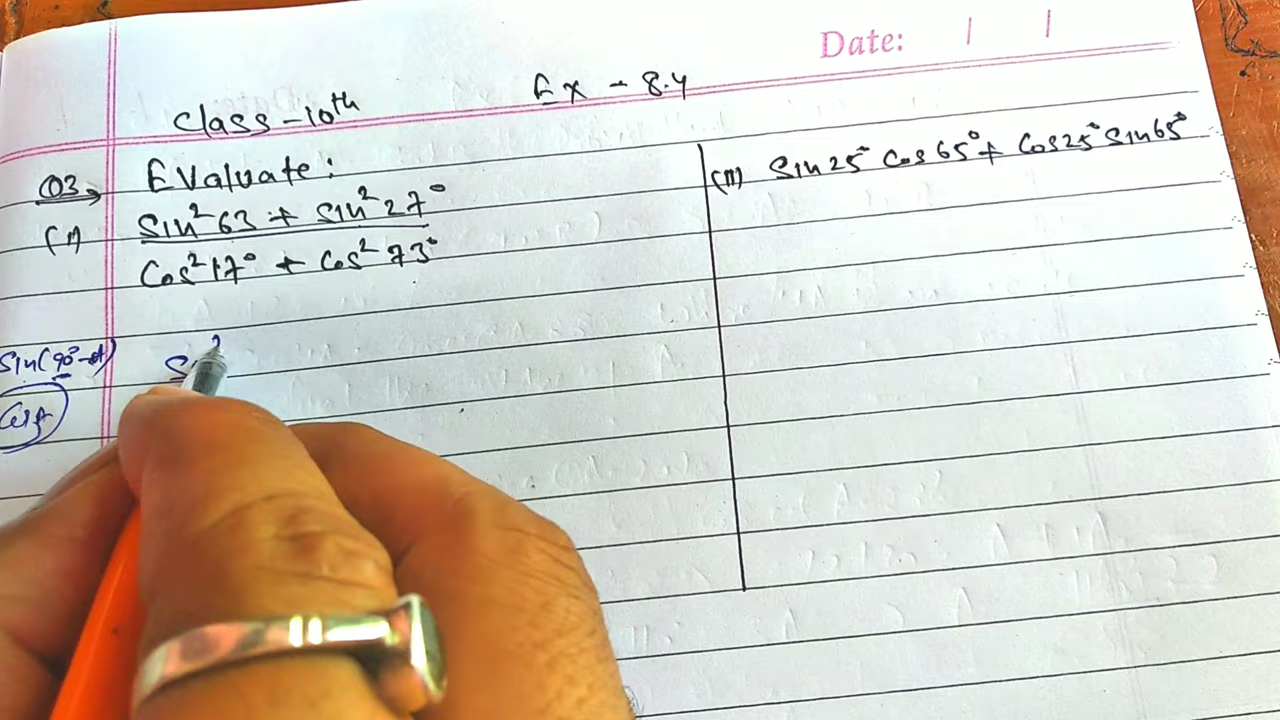 Date:
Class-10th
Ex - 8.4
Q3, Evaluate:
(i) Sin²63 + Sin²27°
Cos²17° + Cos²73°
(ii) Sin25° Cos65° + Cos25° Sin65°
Sin(90°-A)
CosA